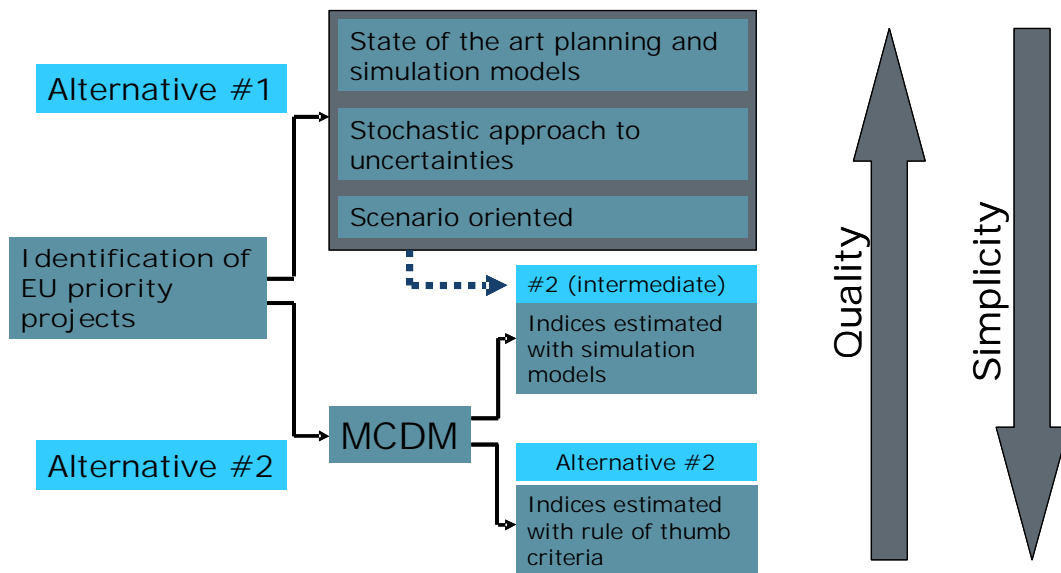 State of the art planning and
simulation models
Alternative #1
Stochastic approach to
uncertainties
Scenario oriented
Identification of
EU priority
projects
#2 (intermediate)
Indices estimated
with simulation
models
MCDM
Alternative #2
Alternative #2
Indices estimated
with rule of thumb
criteria
Quality
Simplicity